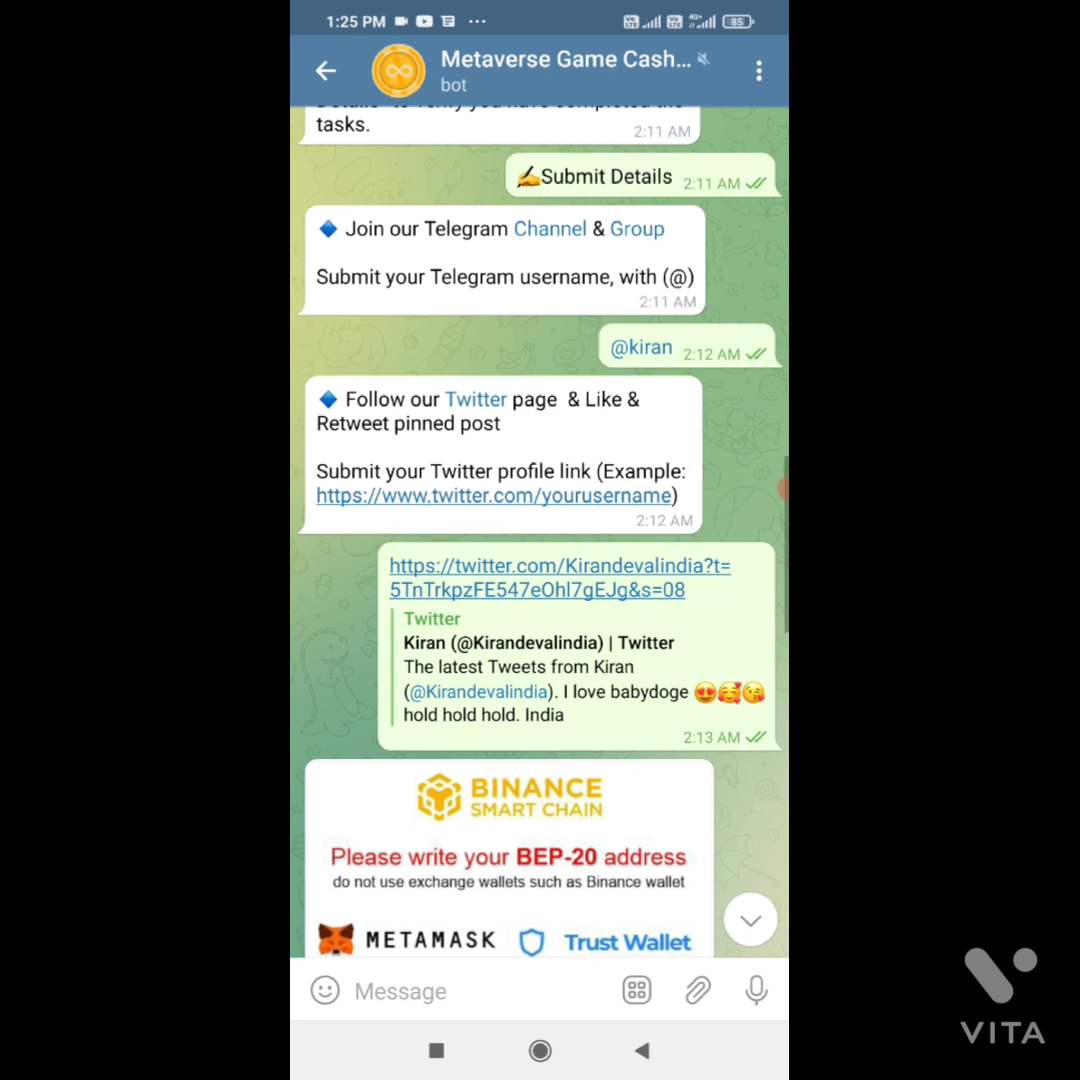 1:25 PM
85
Metaverse Game Cash...
bot
tasks.
2:11 AM
✍️Submit Details 2:11 AM
🔷 Join our Telegram Channel & Group
Submit your Telegram username, with (@)
2:11 AM
@kiran 2:12 AM
🔷 Follow our Twitter page & Like &
Retweet pinned post
Submit your Twitter profile link (Example:
https://www.twitter.com/yourusername)
2:12 AM
https://twitter.com/Kirandevalindia?t=
5TnTrkpzFE547eOhl7gEJg&s=08
Twitter
Kiran (@Kirandevalindia) | Twitter
The latest Tweets from Kiran
(@Kirandevalindia). I love babydoge 😍🥰😘
hold hold hold. India
2:13 AM
BINANCE
SMART CHAIN
Please write your BEP-20 address
do not use exchange wallets such as Binance wallet
METAMASK Trust Wallet
Message
VITA